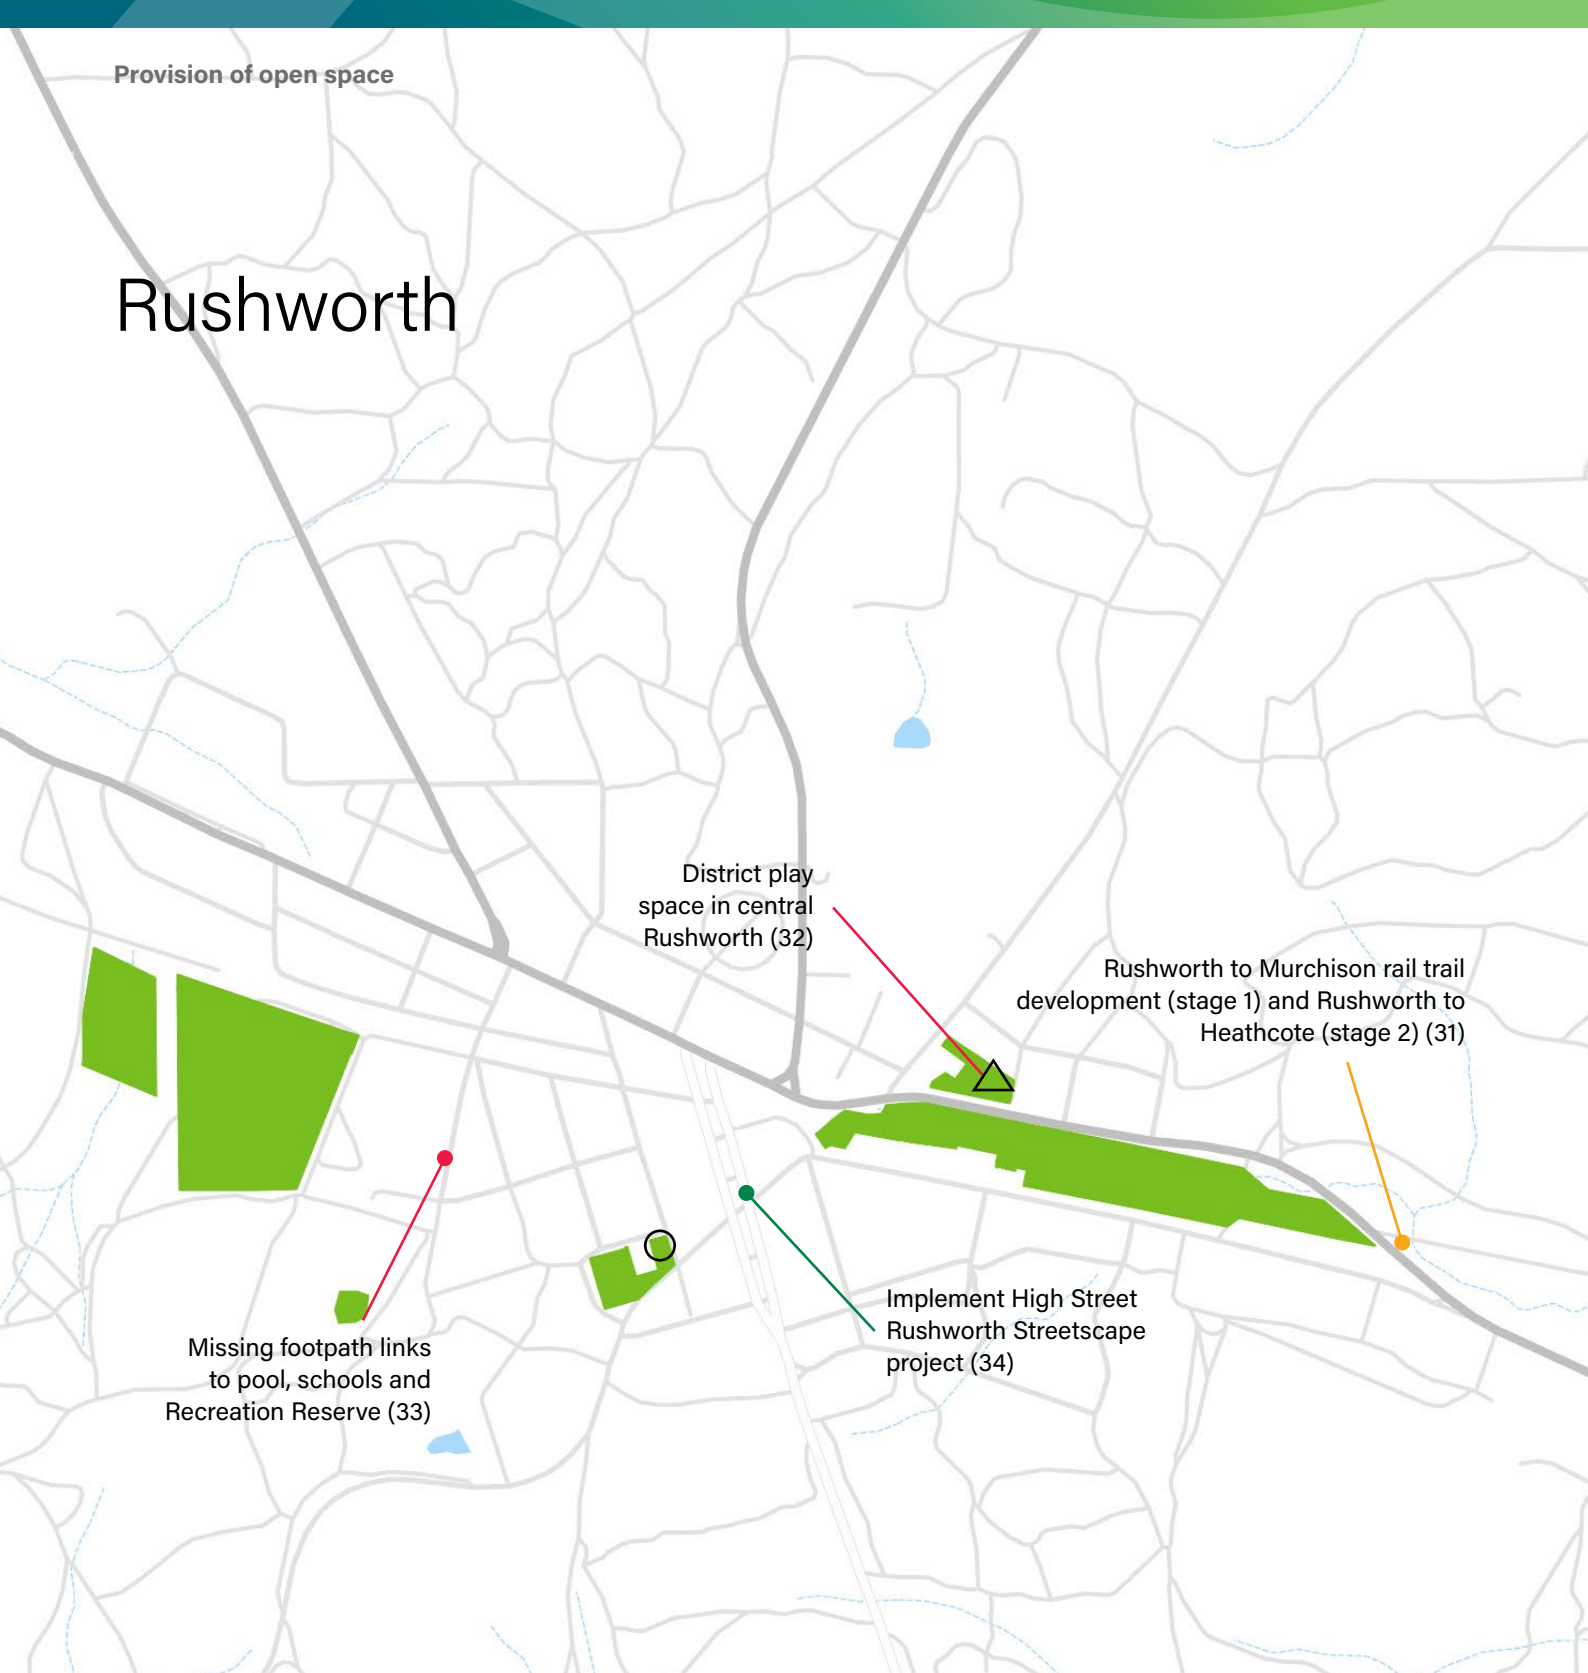 Provision of open space
Rushworth
District play
space in central
Rushworth (32)
Rushworth to Murchison rail trail
development (stage 1) and Rushworth to
Heathcote (stage 2) (31)
Implement High Street
Rushworth Streetscape
project (34)
Missing footpath links
to pool, schools and
Recreation Reserve (33)